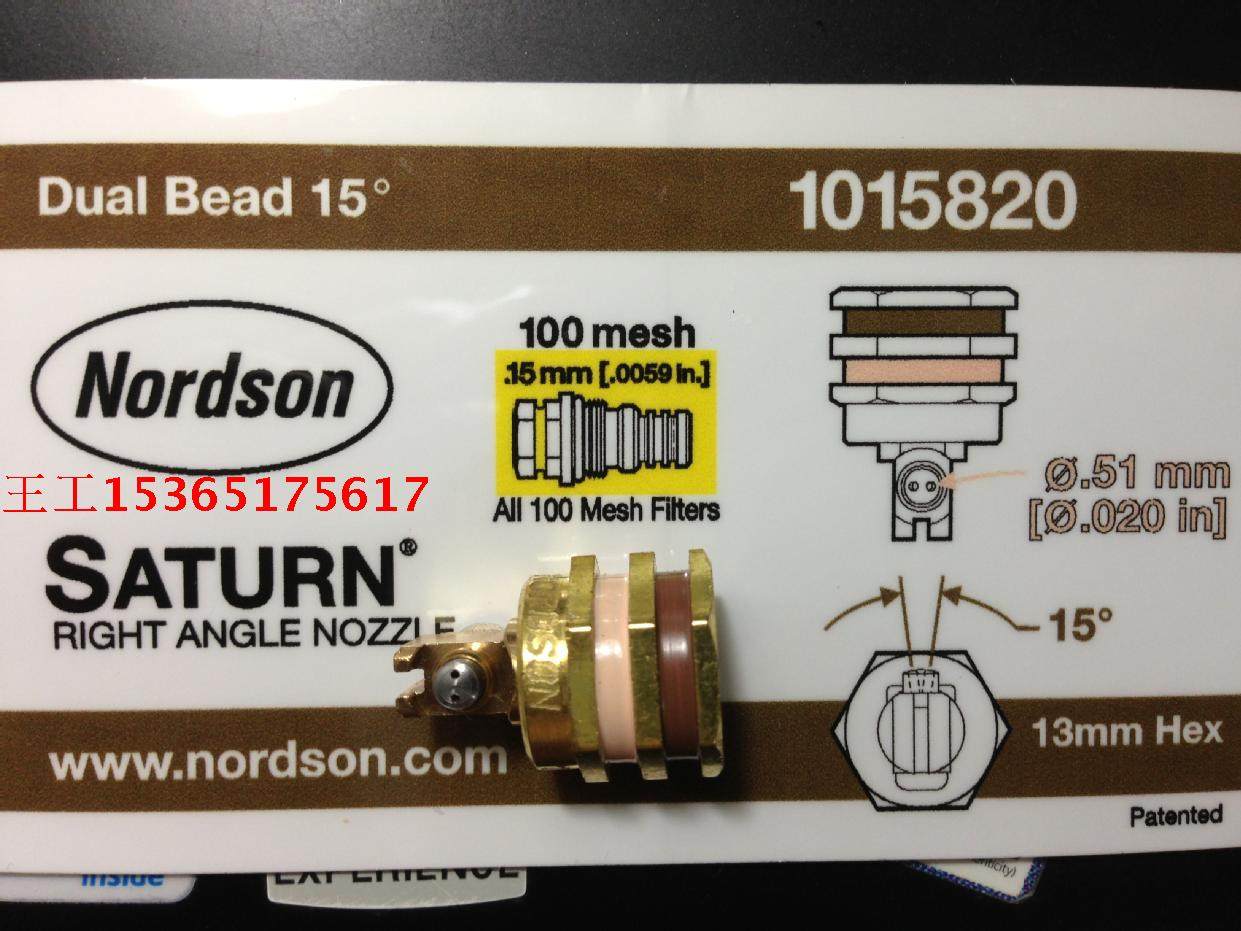 Dual Bead 15°
1015820
Nordson
100 mesh
.15 mm [.0059 in.]
All 100 Mesh Filters
王工15365175617
SATURN®
RIGHT ANGLE NOZZLE
Ø.51 mm
[Ø.020 in]
15°
13mm Hex
www.nordson.com
Patented
inside
EXPERIENCE